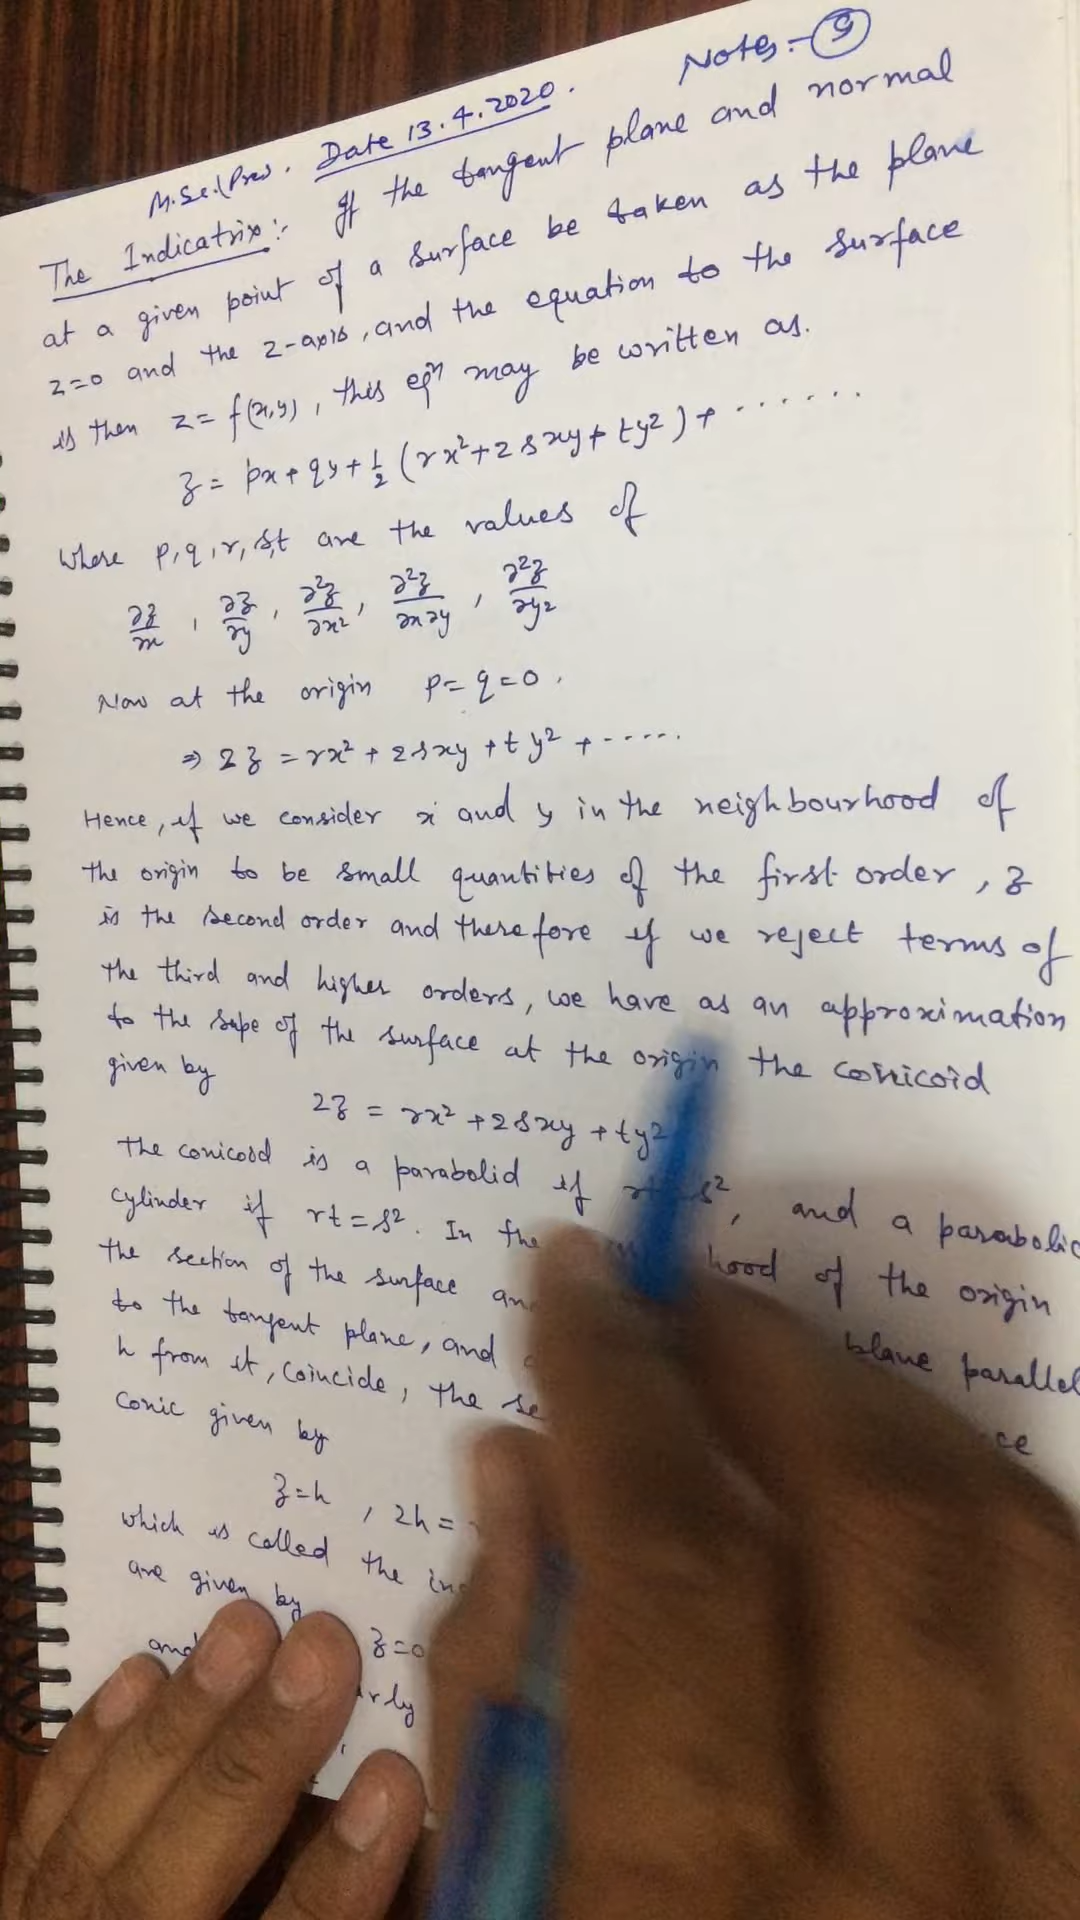 Notes:- 9
M.Sc.(Prev. Date 13.4.2020.
The Indicatrix:- If the tangent plane and normal
at a given point of a surface be taken as the plane
z=0 and the z-axis, and the equation to the surface
is then z= f(x,y), this eqn may be written as.
z = px + qy + 1/2 (rx² + 2sxy + ty²) + ......
Where p, q, r, s, t are the values of
∂z/∂x , ∂z/∂y , ∂²z/∂x² , ∂²z/∂x∂y , ∂²z/∂y²
Now at the origin p= q=0.
⇒ 2z = rx² + 2sxy + ty² + .....
Hence, if we consider x and y in the neighbourhood of
the origin to be small quantities of the first order, z
is the second order and therefore if we reject terms of
the third and higher orders, we have as an approximation
to the sape of the surface at the origin the conicoid
given by
2z = rx² + 2sxy + ty²
The conicoid is a parabolid if s², and a parabolic
cylinder if rt = s². In the hood of the origin
the section of the surface plane parallel
to the tangent plane, and
h from it, coincide, the
conic given by
z=h , 2h =
which is called the
are given by
and z=0